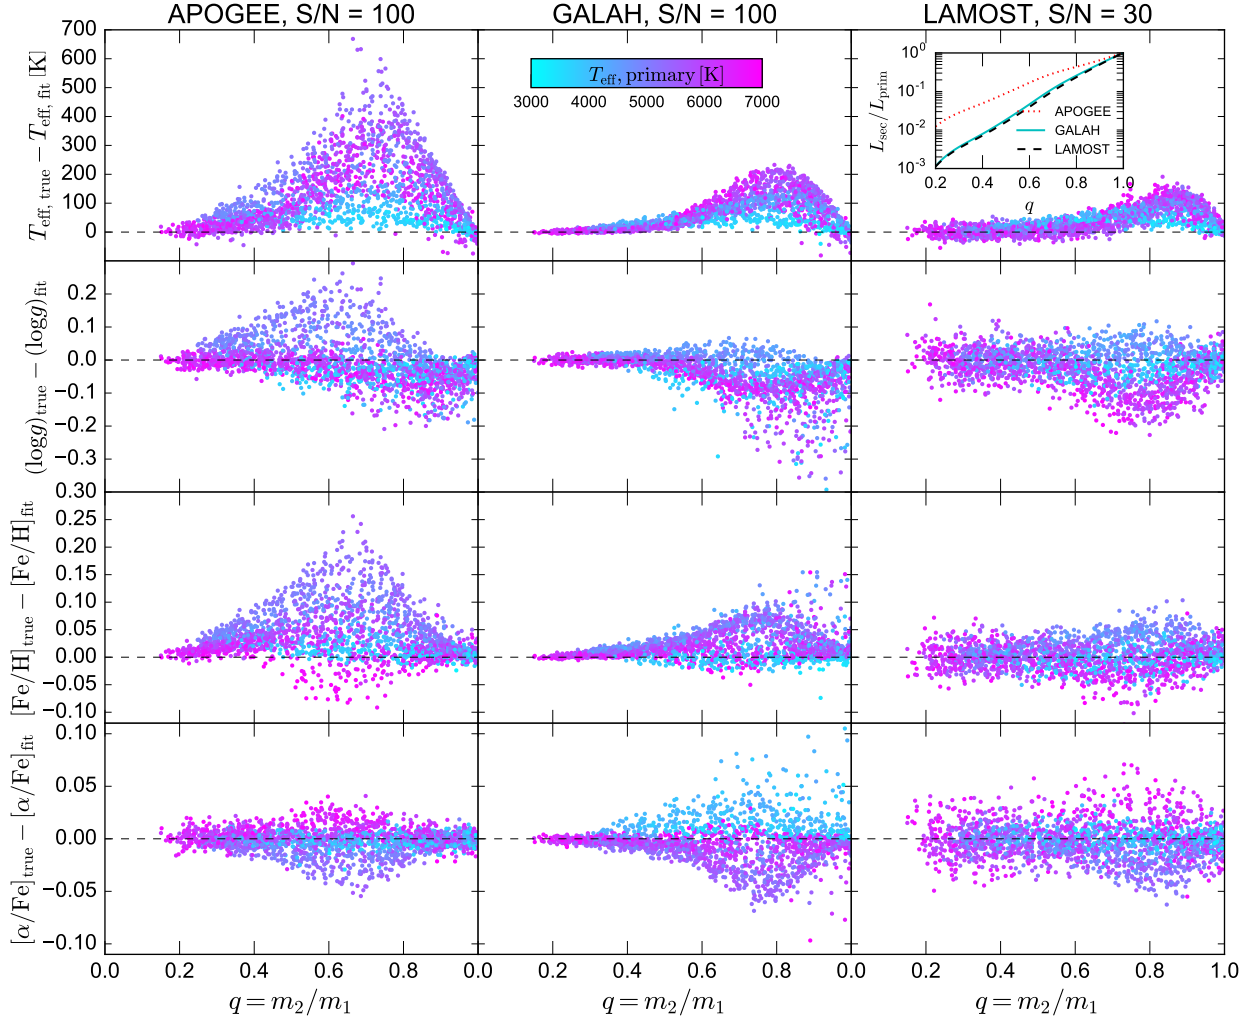 APOGEE, S/N = 100
GALAH, S/N = 100
LAMOST, S/N = 30
700
600
500
400
300
200
100
0
T_eff, true − T_eff, fit [K]
T_eff, primary [K]
3000 4000 5000 6000 7000
10^0
10^-1
10^-2
10^-3
L_sec/L_prim
APOGEE
GALAH
LAMOST
0.2 0.4 0.6 0.8 1.0
q
0.2
0.1
0.0
−0.1
−0.2
−0.3
(log g)_true − (log g)_fit
0.30
0.25
0.20
0.15
0.10
0.05
0.00
−0.05
−0.10
[Fe/H]_true − [Fe/H]_fit
0.10
0.05
0.00
−0.05
−0.10
[α/Fe]_true − [α/Fe]_fit
0.0 0.2 0.4 0.6 0.8 0.0 0.2 0.4 0.6 0.8 0.0 0.2 0.4 0.6 0.8 1.0
q = m_2/m_1
q = m_2/m_1
q = m_2/m_1